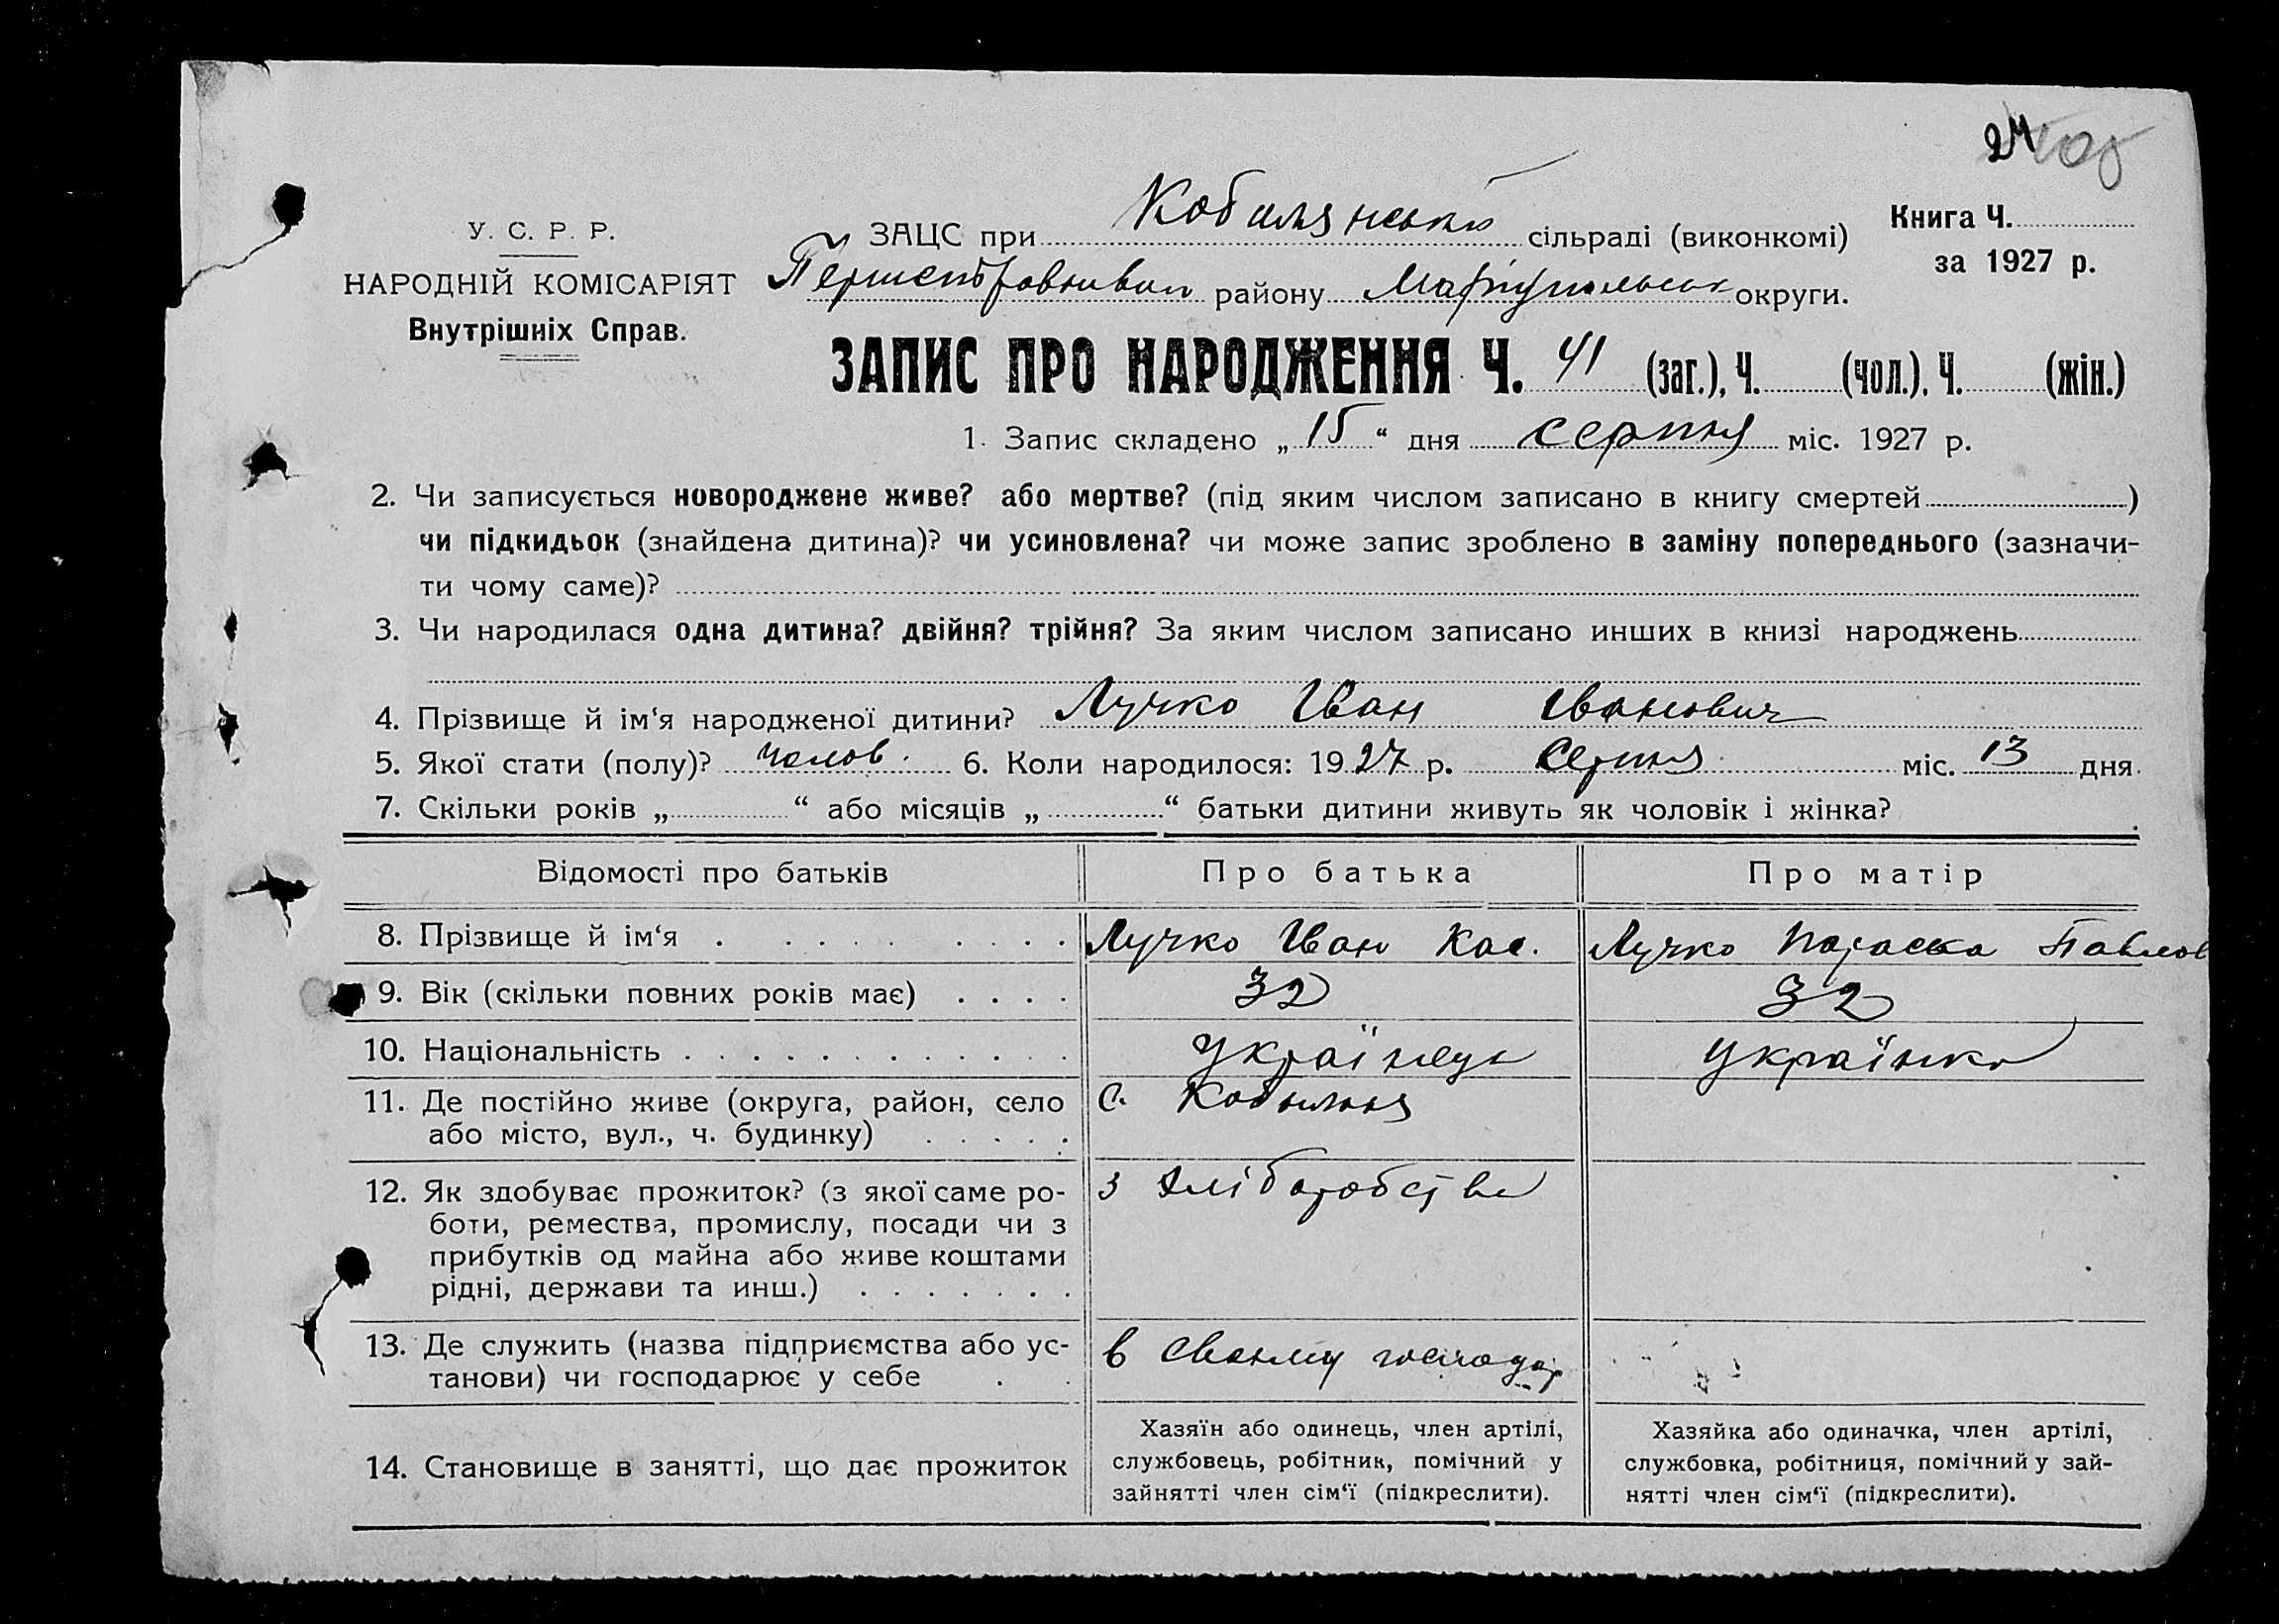 24
У. С. Р. Р.
НАРОДНІЙ КОМІСАРІЯТ
Внутрішніх Справ.
ЗАЦС при Кобилянські сільраді (виконкомі)
району Маріупольськ округи.
Книга Ч.
за 1927 р.
ЗАПИС ПРО НАРОДЖЕННЯ Ч. 41 (заг.), Ч. (чол.), Ч. (жін.)
1. Запис складено „15“ дня серпня міс. 1927 р.
2. Чи записується новороджене живе? або мертве? (під яким числом записано в книгу смертей )
чи підкидьок (знайдена дитина)? чи усиновлена? чи може запис зроблено в заміну попереднього (зазначи-
ти чому саме)?
3. Чи народилася одна дитина? двійня? трійня? За яким числом записано инших в книзі народжень
4. Прізвище й ім‘я народженої дитини? Лучко Іван Іванович
5. Якої стати (полу)? чолов. 6. Коли народилося: 1927 р. Серпня міс. 13 дня
7. Скільки років „ “ або місяців „ “ батьки дитини живуть як чоловік і жінка?
Відомості про батьків Про батька Про матір
8. Прізвище й ім‘я Лучко Іван Кас. Лучко Параска Павлов
9. Вік (скільки повних років має) 32 32
10. Національність українець українка
11. Де постійно живе (округа, район, село с. Кобильня
або місто, вул., ч. будинку)
12. Як здобуває прожиток? (з якої саме ро- з хліборобства
боти, ремества, промислу, посади чи з
прибутків од майна або живе коштами
рідні, держави та инш.)
13. Де служить (назва підприємства або ус- в своєму господар
танови) чи господарює у себе
14. Становище в занятті, що дає прожиток
Хазяїн або одинець, член артілі,
службовець, робітник, помічний у
зайнятті член сім‘ї (підкреслити).
Хазяйка або одиначка, член артілі,
службовка, робітниця, помічний у зай-
нятті член сім‘ї (підкреслити).